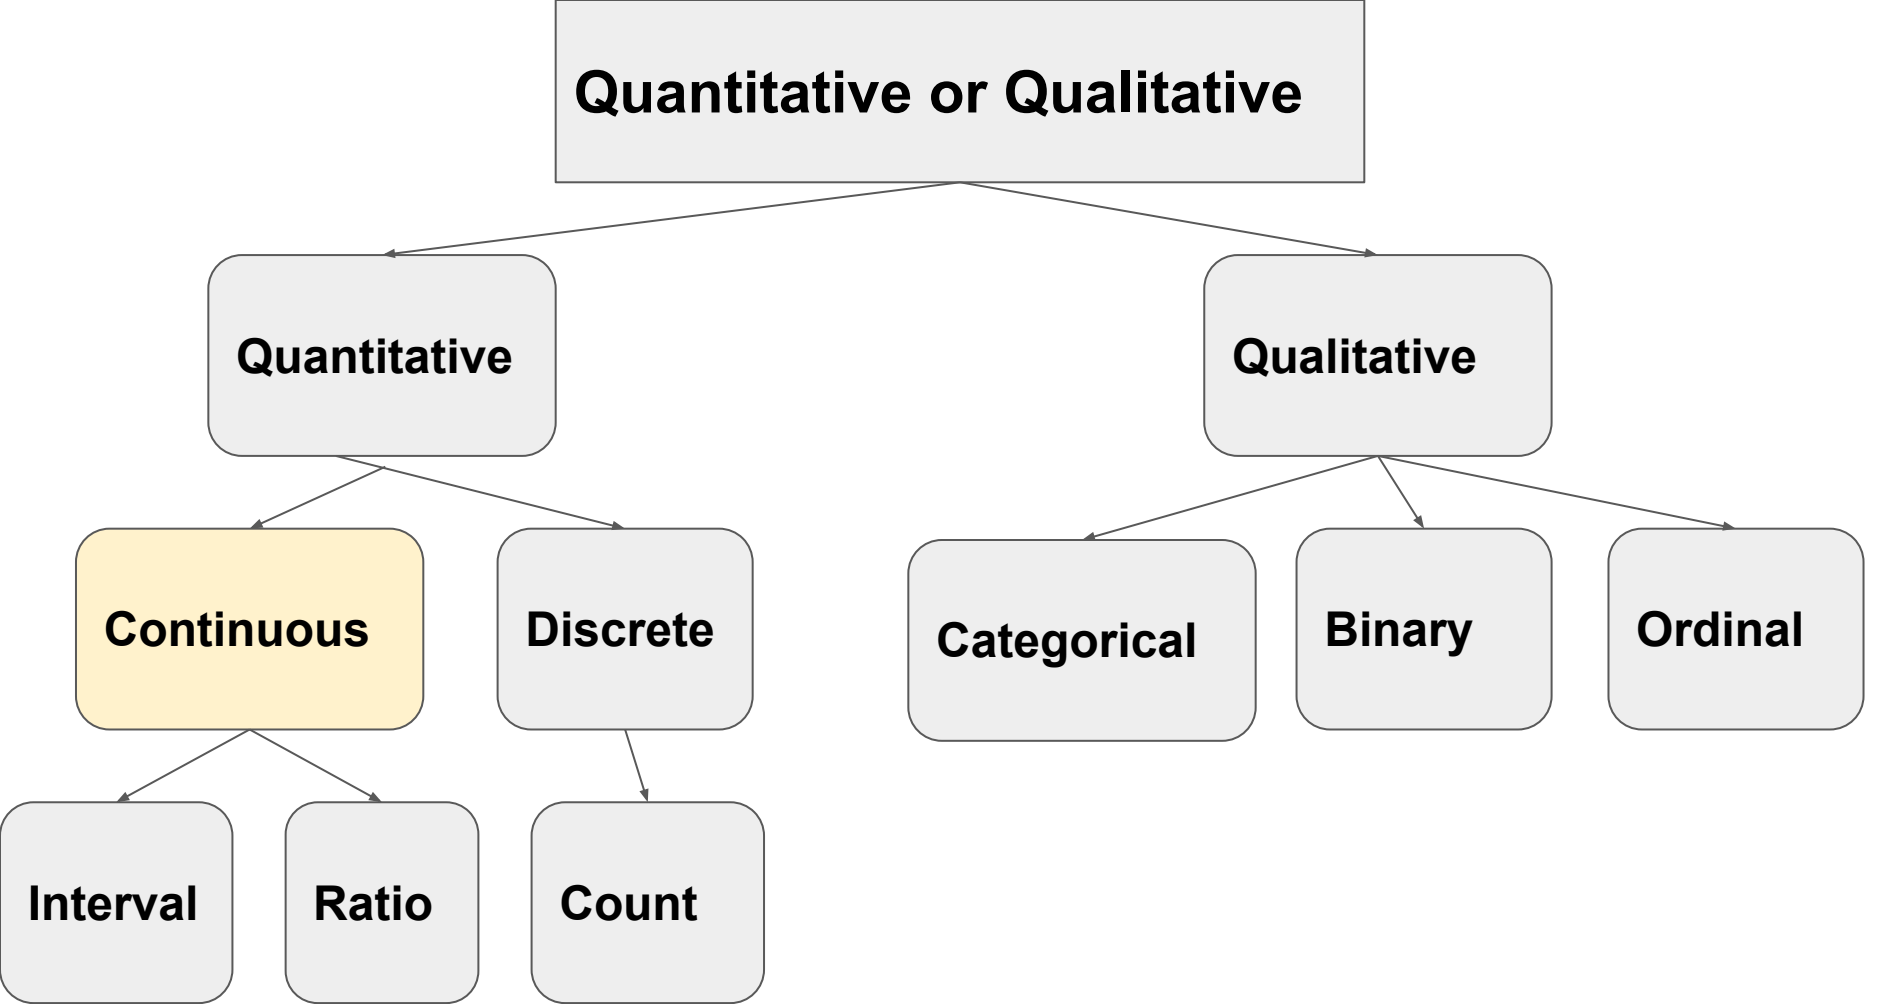 Quantitative or Qualitative
Quantitative
Qualitative
Continuous
Discrete
Categorical
Binary
Ordinal
Interval
Ratio
Count